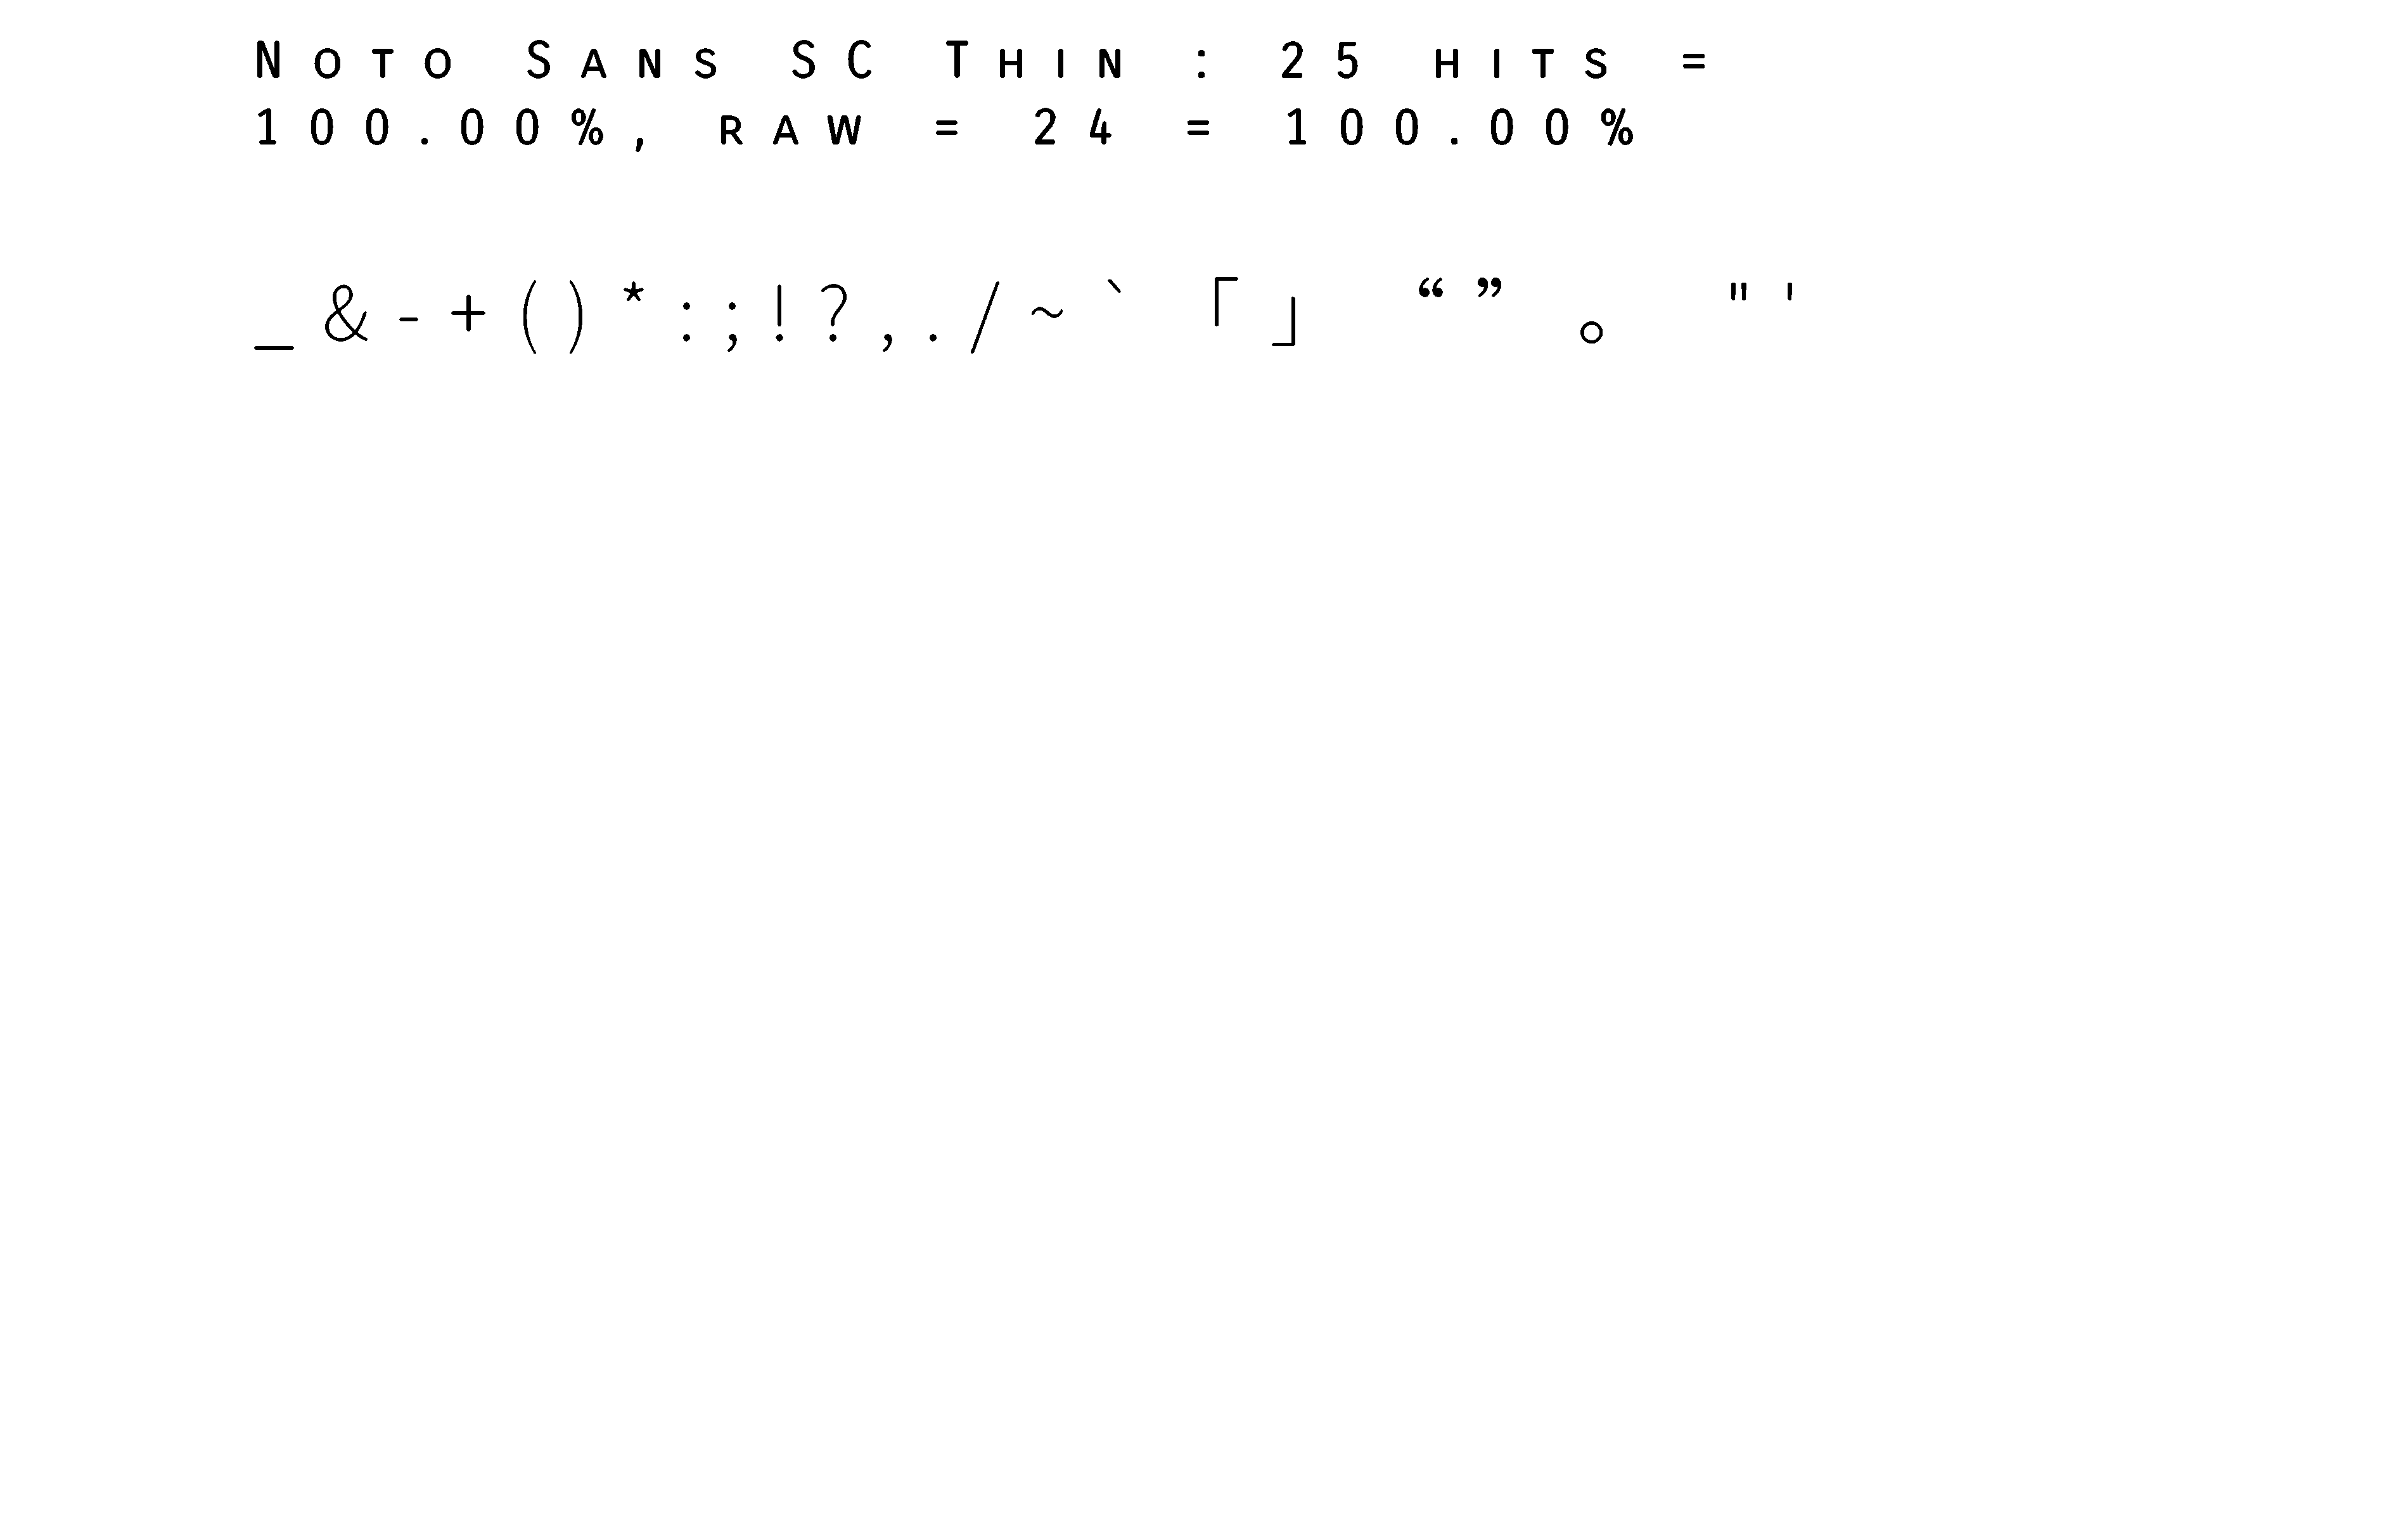 Noto Sans SC Thin : 25 hits =
100.00%, raw = 24 = 100.00%
_&-+()*:;!?,./~` 「」 “” 。 "'